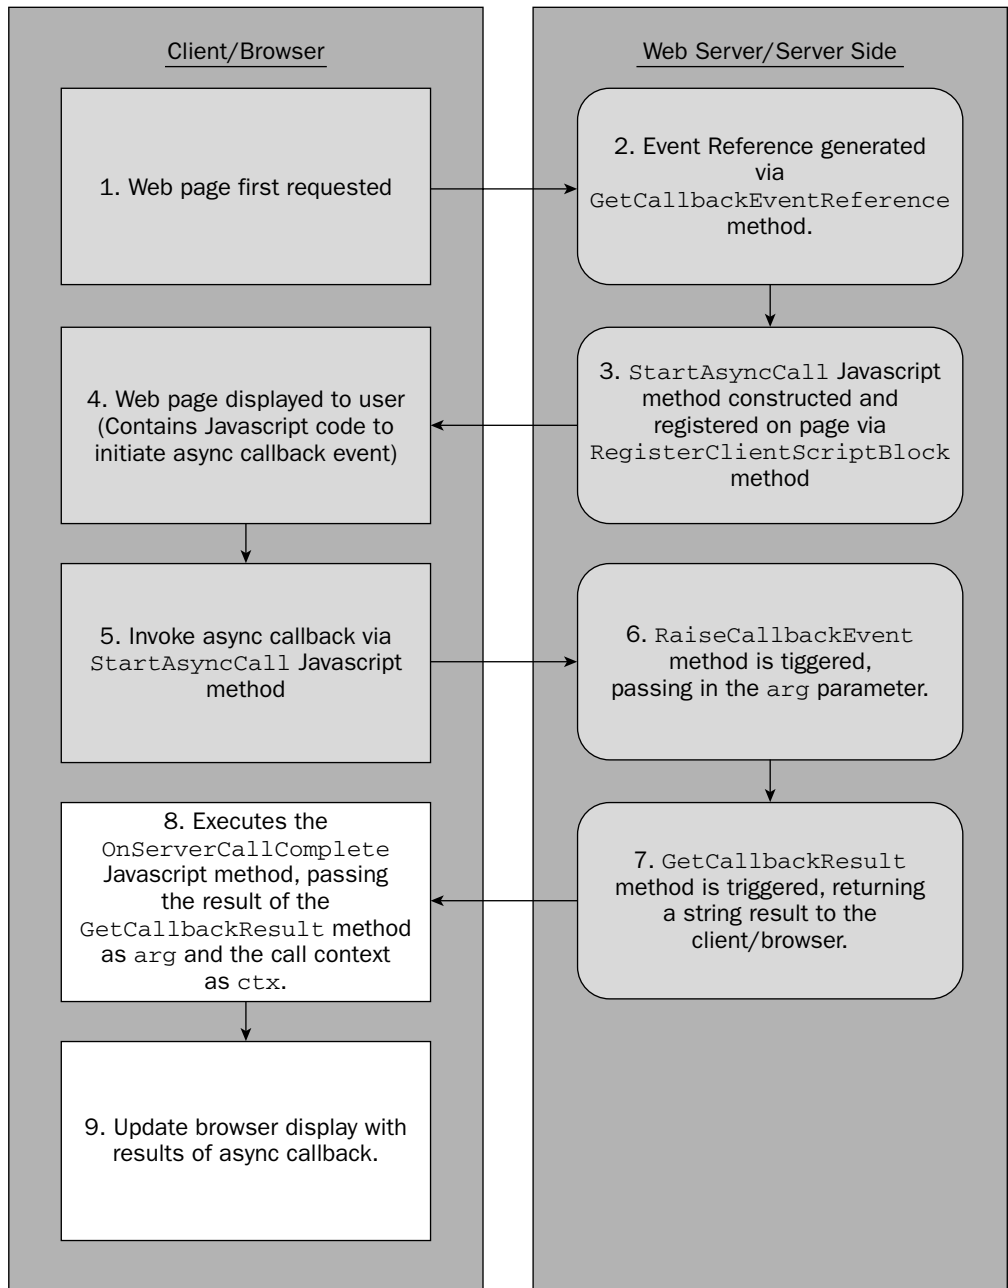 Client/Browser
Web Server/Server Side
1. Web page first requested
2. Event Reference generated
via
GetCallbackEventReference
method.
3. StartAsyncCall Javascript
method constructed and
registered on page via
RegisterClientScriptBlock
method
4. Web page displayed to user
(Contains Javascript code to
initiate async callback event)
5. Invoke async callback via
StartAsyncCall Javascript
method
6. RaiseCallbackEvent
method is tiggered,
passing in the arg parameter.
7. GetCallbackResult
method is triggered, returning
a string result to the
client/browser.
8. Executes the
OnServerCallComplete
Javascript method, passing
the result of the
GetCallbackResult method
as arg and the call context
as ctx.
9. Update browser display with
results of async callback.